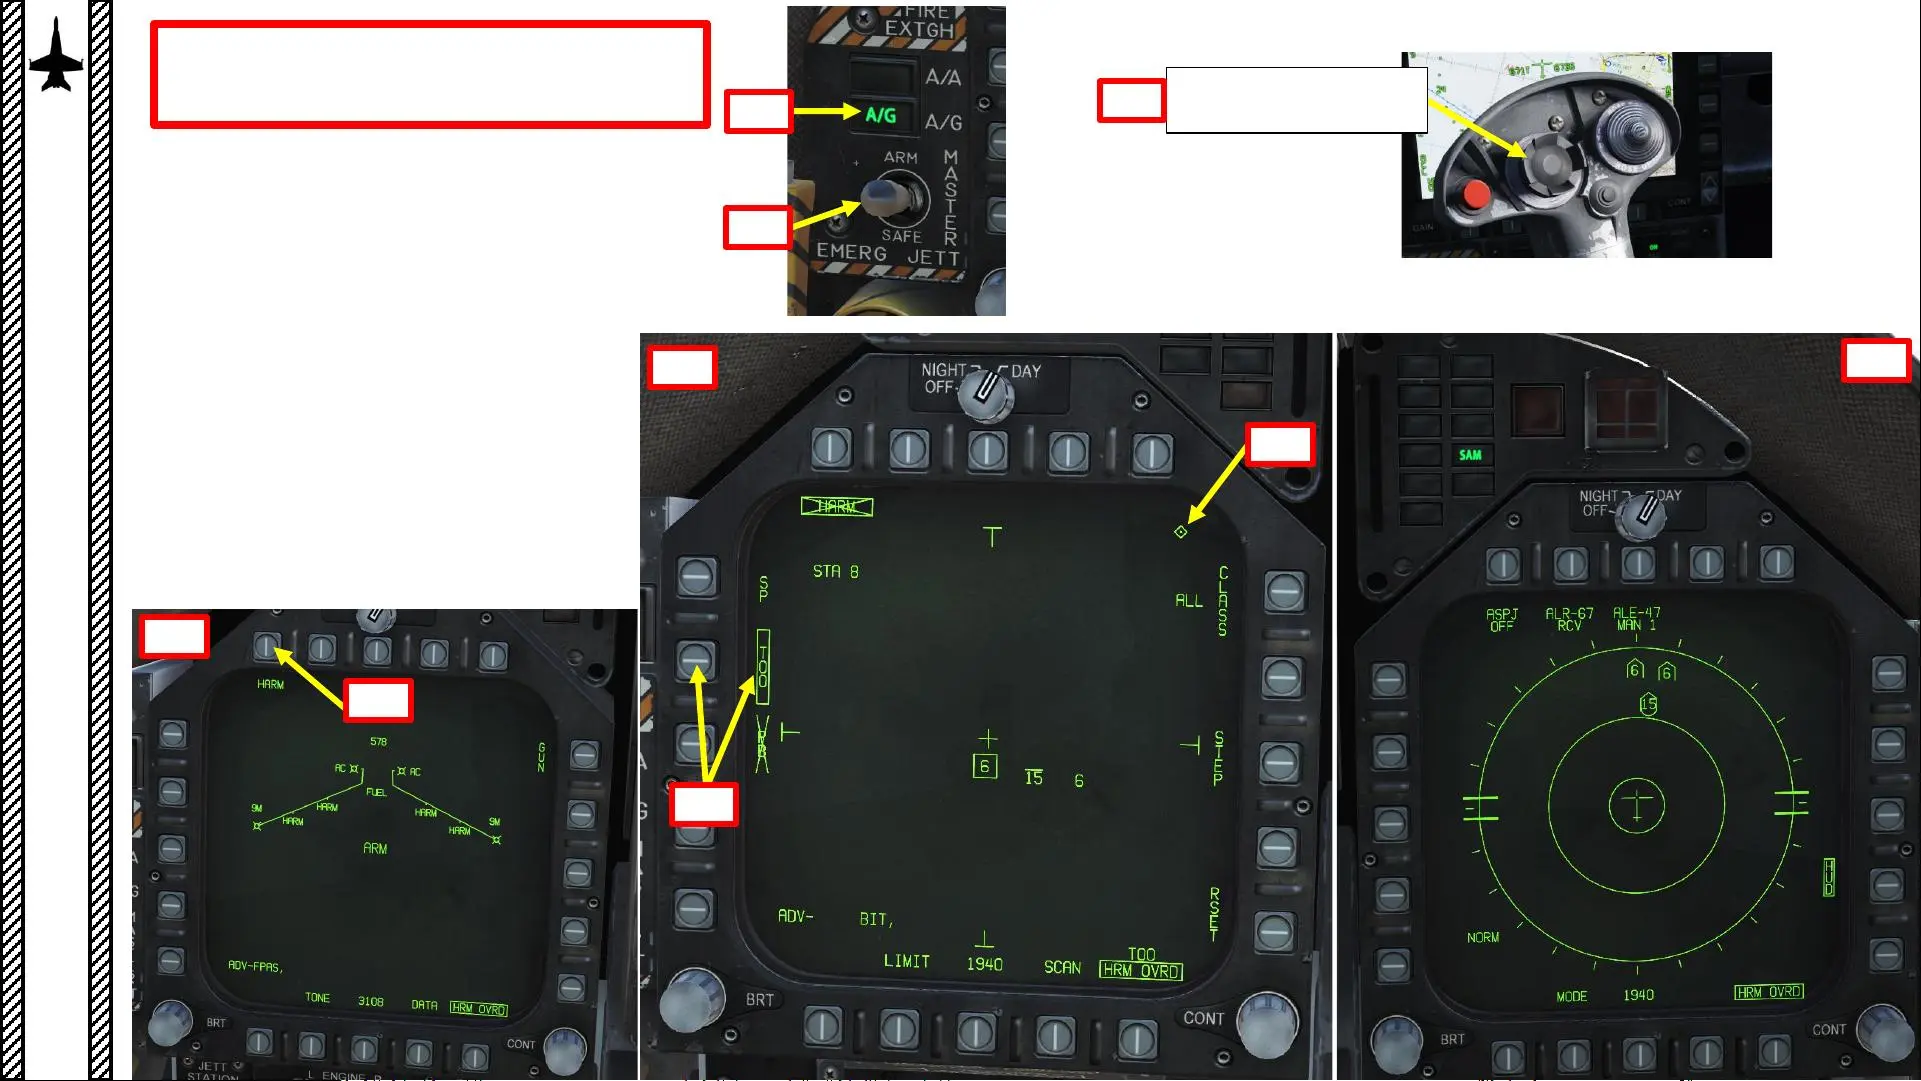 FIRE
EXTGH
A/A
A/G
A/G
ARM
MASTER
SAFE
EMERG JETT
NIGHT
DAY
OFF
HARM
STA 8
SP
CLASS
ALL
TOO
STEP
6
15
6
RSET
ADV-
BIT,
LIMIT
1940
SCAN
TOO
HRM OVRD
BRT
CONT
SAM
NIGHT
DAY
OFF
ASPJ
OFF
ALR-67
RCV
ALE-47
MAN 1
6
6
15
HUD
NORM
MODE
1940
HRM OVRD
BRT
CONT
HARM
578
GUN
AC
AC
FUEL
9M
HARM
HARM
HARM
HARM
9M
ARM
ADV-FPAS,
TONE
3108
DATA
HRM OVRD
BRT
CONT
JETT
STATION
L ENGINE R